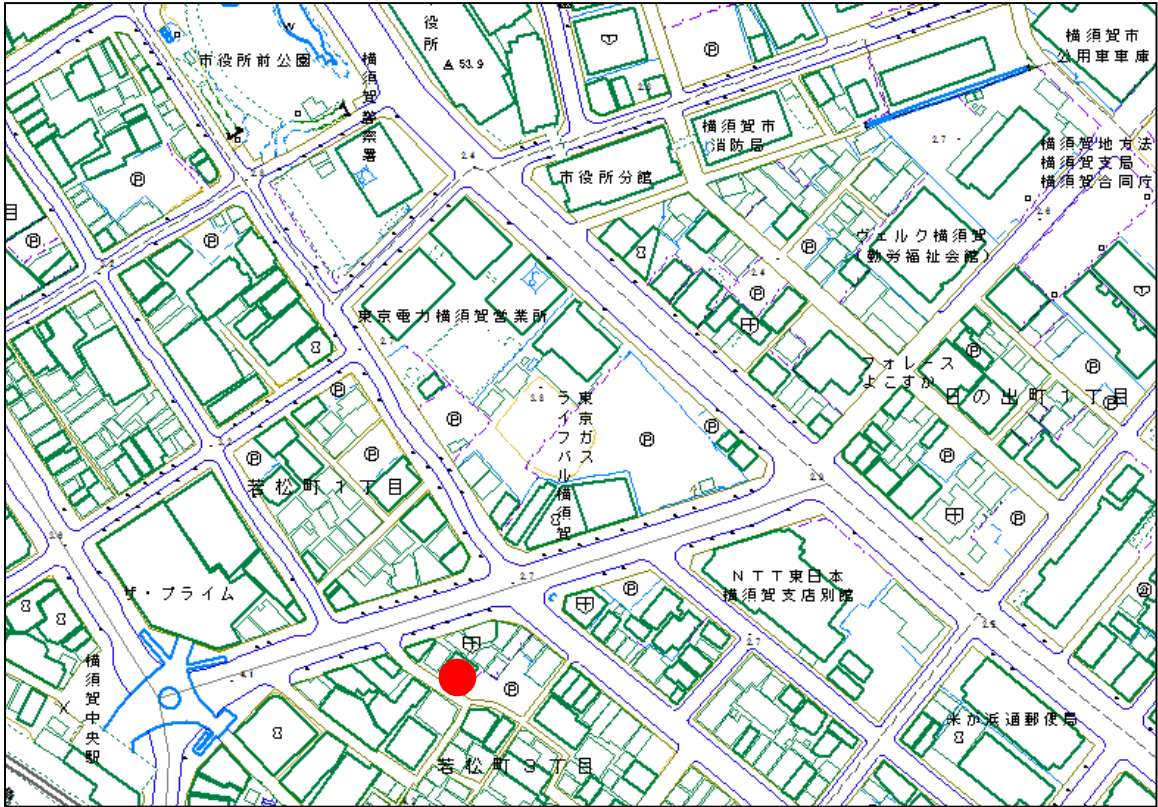 市役所
横須賀市
公用車車庫
市役所前公園
横須賀警察署
53.9
横須賀市
消防局
市役所分館
横須賀地方法
横須賀支局
横須賀合同庁
ヴェルク横須賀
(勤労福祉会館)
東京電力横須賀営業所
フォレース
よこすか
日の出町1丁目
東京ガス
ライフバル横須賀
若松町1丁目
ザ・プライム
NTT東日本
横須賀支店別館
横須賀中央駅
米が浜通郵便局
若松町3丁目